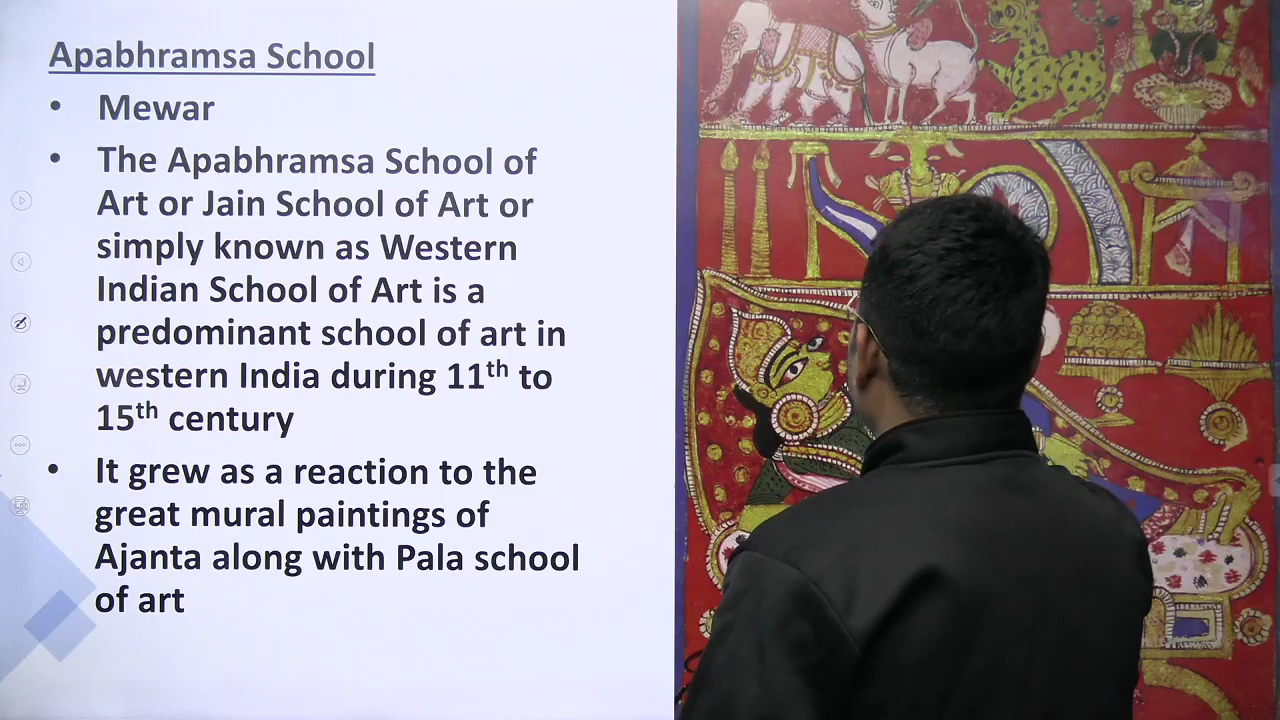 Apabhramsa School
• Mewar
• The Apabhramsa School of
Art or Jain School of Art or
simply known as Western
Indian School of Art is a
predominant school of art in
western India during 11th to
15th century
• It grew as a reaction to the
great mural paintings of
Ajanta along with Pala school
of art